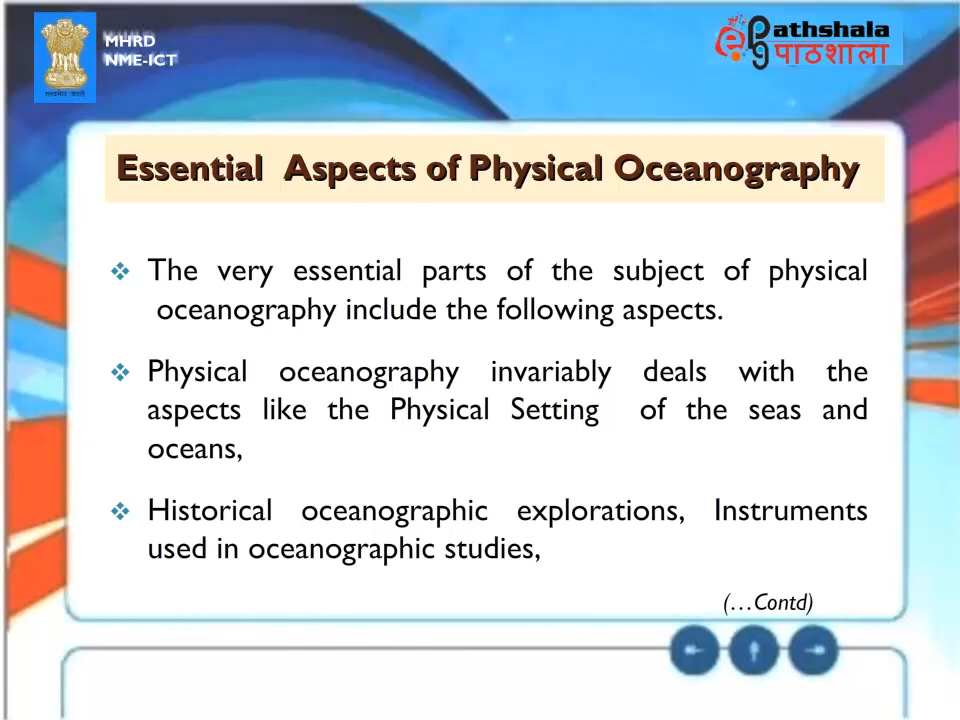 MHRD
NME-ICT
ePathshala
पाठशाला
Essential Aspects of Physical Oceanography
The very essential parts of the subject of physical
oceanography include the following aspects.
Physical oceanography invariably deals with the
aspects like the Physical Setting of the seas and
oceans,
Historical oceanographic explorations, Instruments
used in oceanographic studies,
(…Contd)